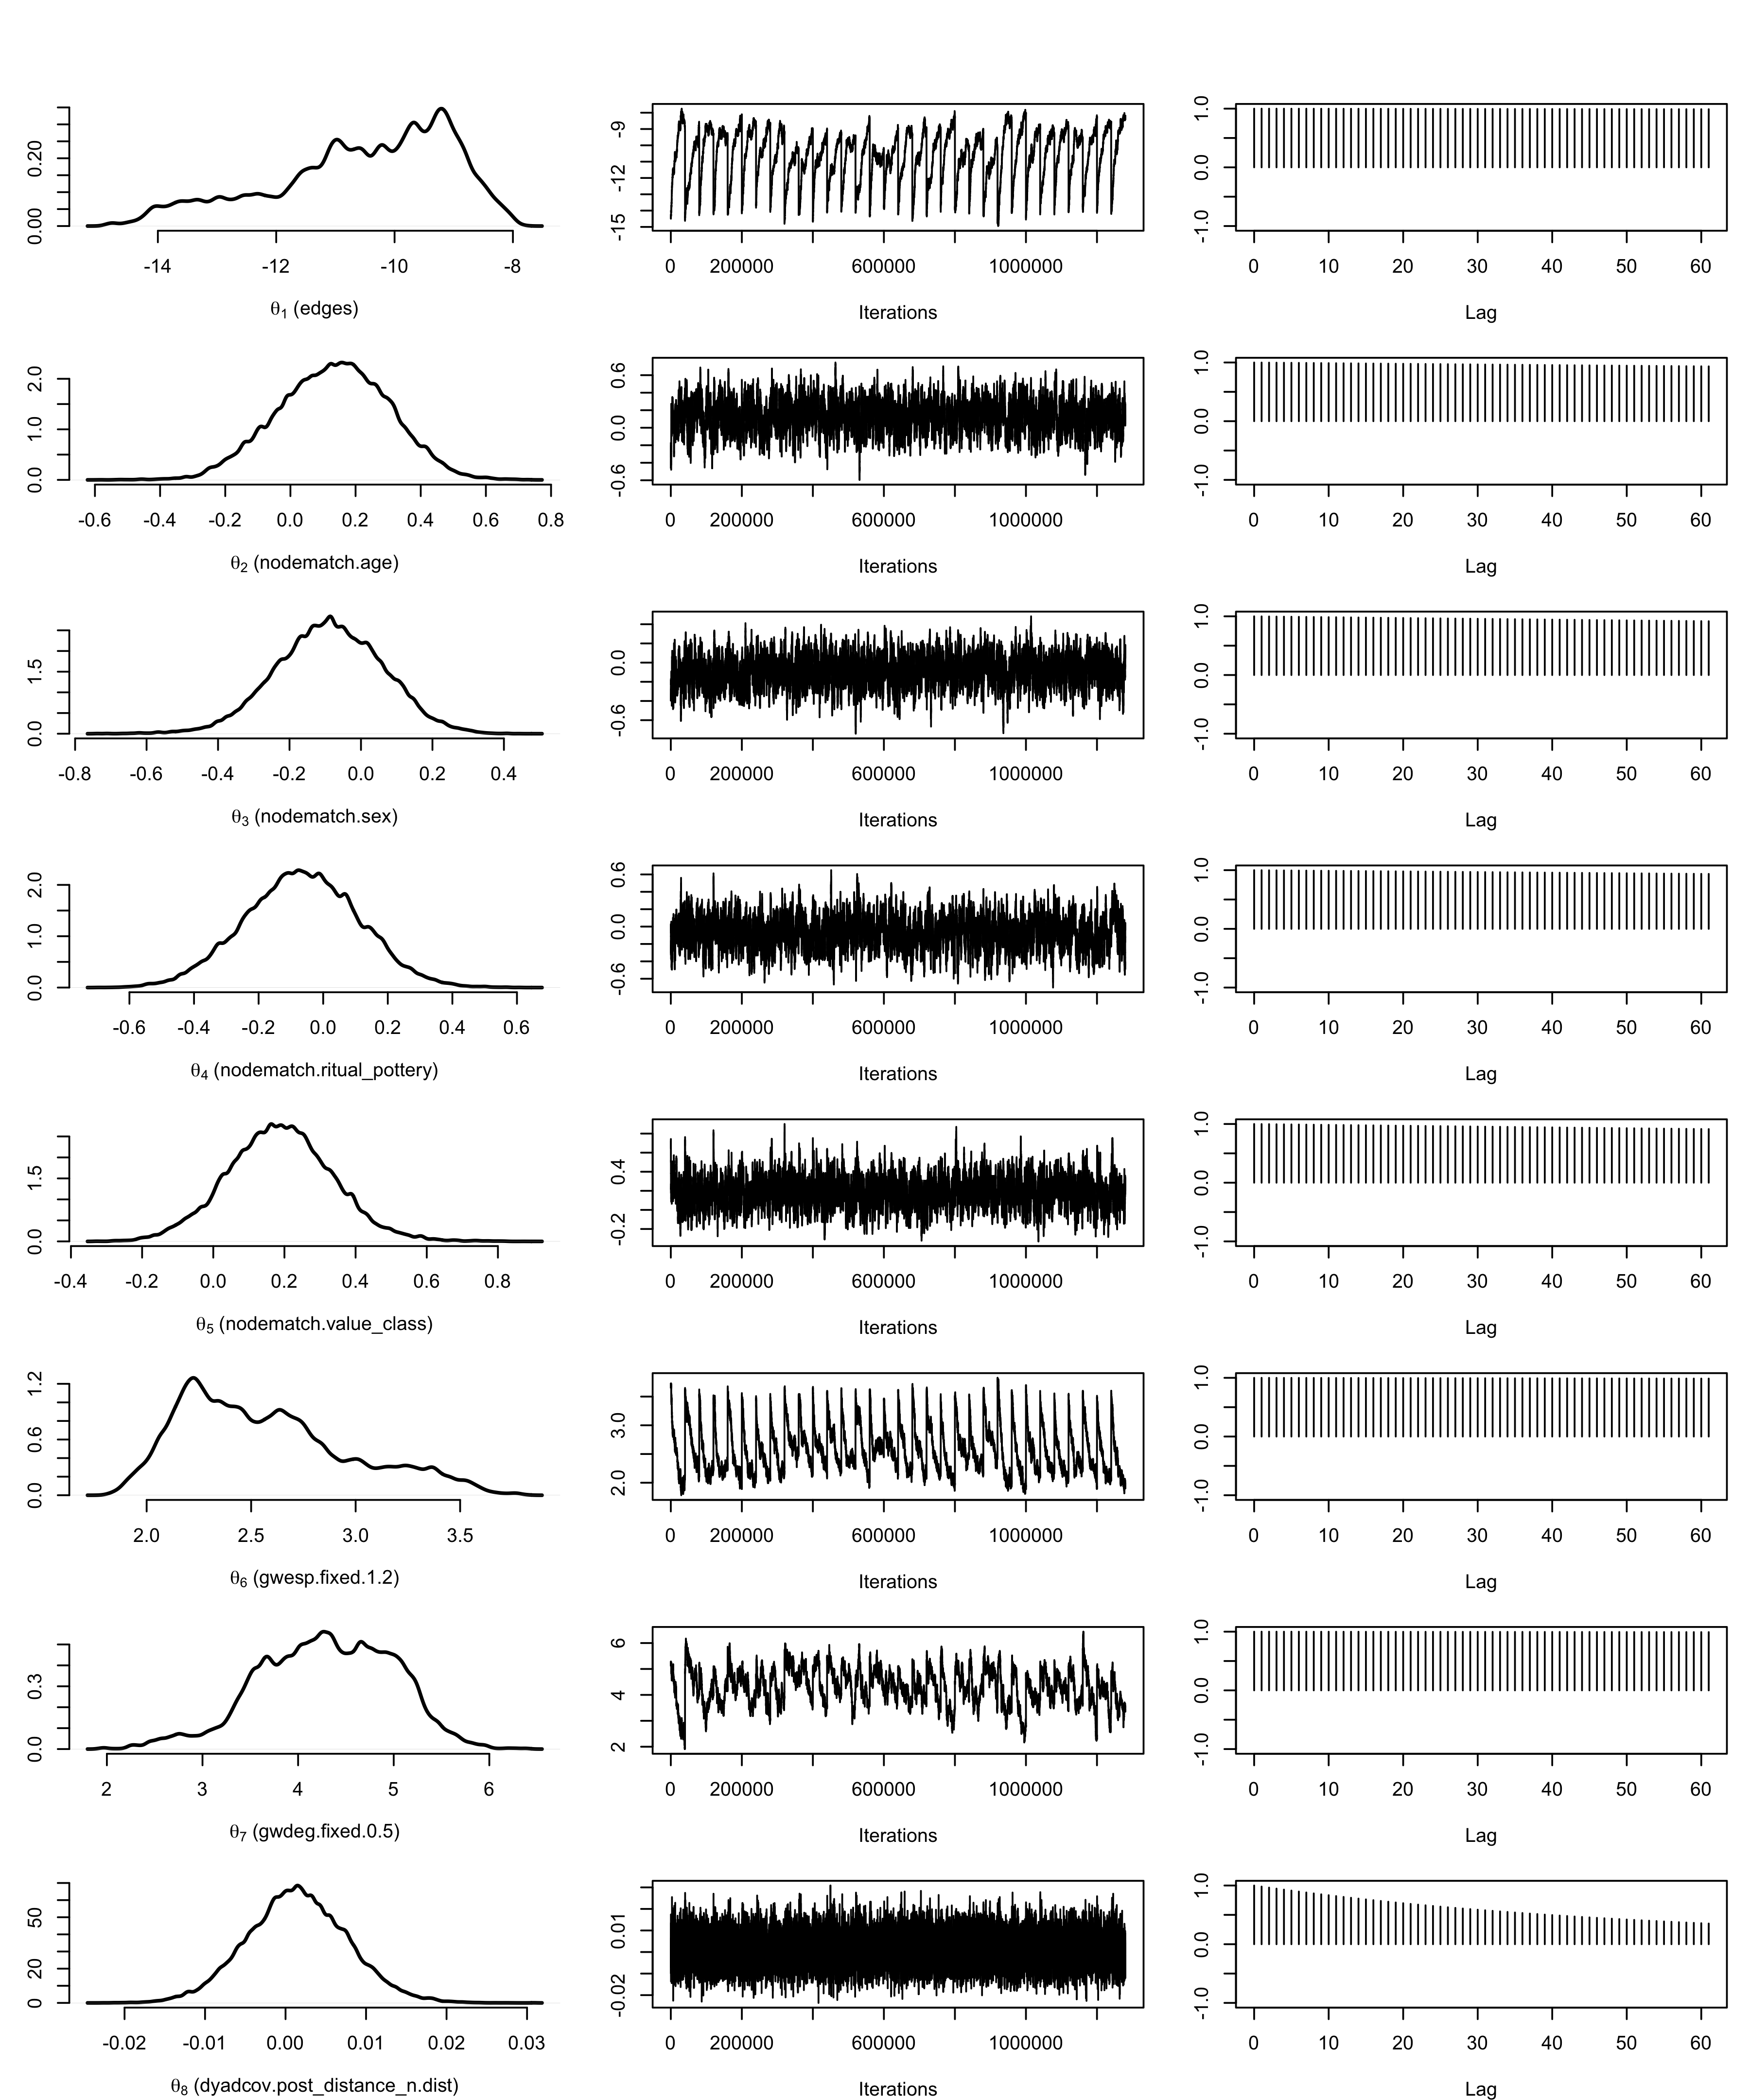 0.00 0.20
-14 -12 -10 -8
θ1 (edges)
-15 -12 -9
0 200000 600000 1000000
Iterations
-1.0 0.0 1.0
0 10 20 30 40 50 60
Lag
0.0 1.0 2.0
-0.6 -0.4 -0.2 0.0 0.2 0.4 0.6 0.8
θ2 (nodematch.age)
-0.6 0.0 0.6
0 200000 600000 1000000
Iterations
-1.0 0.0 1.0
0 10 20 30 40 50 60
Lag
0.0 1.5
-0.8 -0.6 -0.4 -0.2 0.0 0.2 0.4
θ3 (nodematch.sex)
-0.6 0.0
0 200000 600000 1000000
Iterations
-1.0 0.0 1.0
0 10 20 30 40 50 60
Lag
0.0 1.0 2.0
-0.6 -0.4 -0.2 0.0 0.2 0.4 0.6
θ4 (nodematch.ritual_pottery)
-0.6 0.0 0.6
0 200000 600000 1000000
Iterations
-1.0 0.0 1.0
0 10 20 30 40 50 60
Lag
0.0 1.5
-0.4 -0.2 0.0 0.2 0.4 0.6 0.8
θ5 (nodematch.value_class)
-0.2 0.4
0 200000 600000 1000000
Iterations
-1.0 0.0 1.0
0 10 20 30 40 50 60
Lag
0.0 0.6 1.2
2.0 2.5 3.0 3.5
θ6 (gwesp.fixed.1.2)
2.0 3.0
0 200000 600000 1000000
Iterations
-1.0 0.0 1.0
0 10 20 30 40 50 60
Lag
0.0 0.3
2 3 4 5 6
θ7 (gwdeg.fixed.0.5)
2 4 6
0 200000 600000 1000000
Iterations
-1.0 0.0 1.0
0 10 20 30 40 50 60
Lag
0 20 50
-0.02 -0.01 0.00 0.01 0.02 0.03
θ8 (dyadcov.post_distance_n.dist)
-0.02 0.01
0 200000 600000 1000000
Iterations
-1.0 0.0 1.0
0 10 20 30 40 50 60
Lag